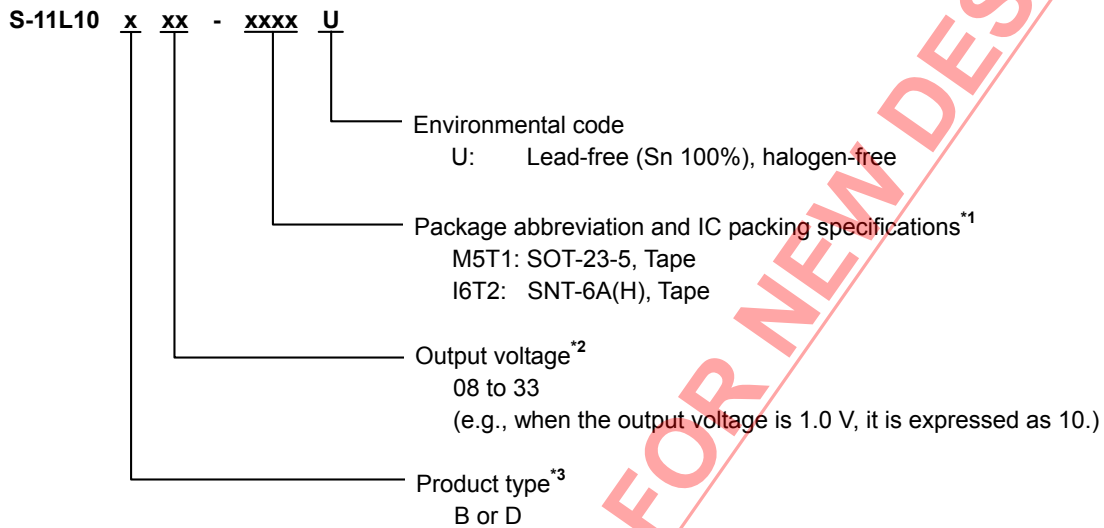 S-11L10 x xx - xxxx U
Environmental code
U: Lead-free (Sn 100%), halogen-free
Package abbreviation and IC packing specifications*1
M5T1: SOT-23-5, Tape
I6T2: SNT-6A(H), Tape
Output voltage*2
08 to 33
(e.g., when the output voltage is 1.0 V, it is expressed as 10.)
Product type*3
B or D
FOR NEW DES